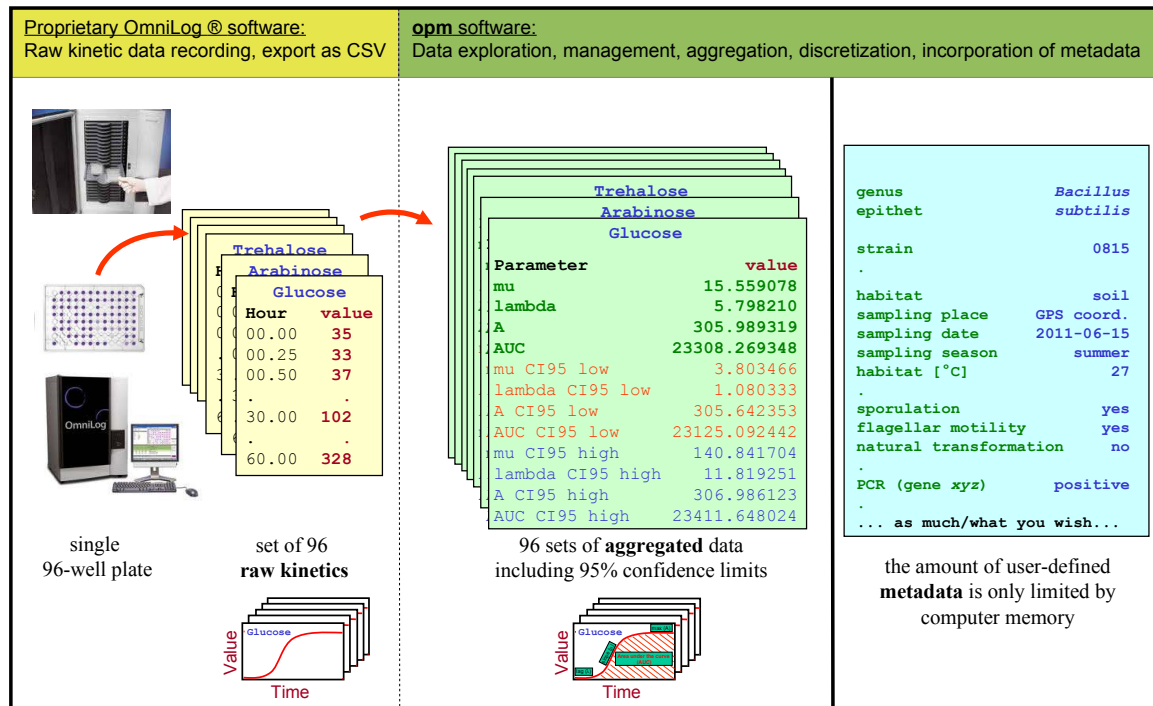 Proprietary OmniLog ® software:
Raw kinetic data recording, export as CSV
opm software:
Data exploration, management, aggregation, discretization, incorporation of metadata
OmniLog
single
96-well plate
Trehalose
Arabinose
Glucose
Hour value
00.00 35
00.25 33
00.50 37
. .
30.00 102
. .
60.00 328
set of 96
raw kinetics
Value
Glucose
Time
Trehalose
Arabinose
Glucose
Parameter value
mu 15.559078
lambda 5.798210
A 305.989319
AUC 23308.269348
mu CI95 low 3.803466
lambda CI95 low 1.080333
A CI95 low 305.642353
AUC CI95 low 23125.092442
mu CI95 high 140.841704
lambda CI95 high 11.819251
A CI95 high 306.986123
AUC CI95 high 23411.648024
96 sets of aggregated data
including 95% confidence limits
Value
Glucose
Area under the curve
(AUC)
Time
genus Bacillus
epithet subtilis
strain 0815
.
habitat soil
sampling place GPS coord.
sampling date 2011-06-15
sampling season summer
habitat [°C] 27
.
sporulation yes
flagellar motility yes
natural transformation no
.
PCR (gene xyz) positive
.
... as much/what you wish...
the amount of user-defined
metadata is only limited by
computer memory